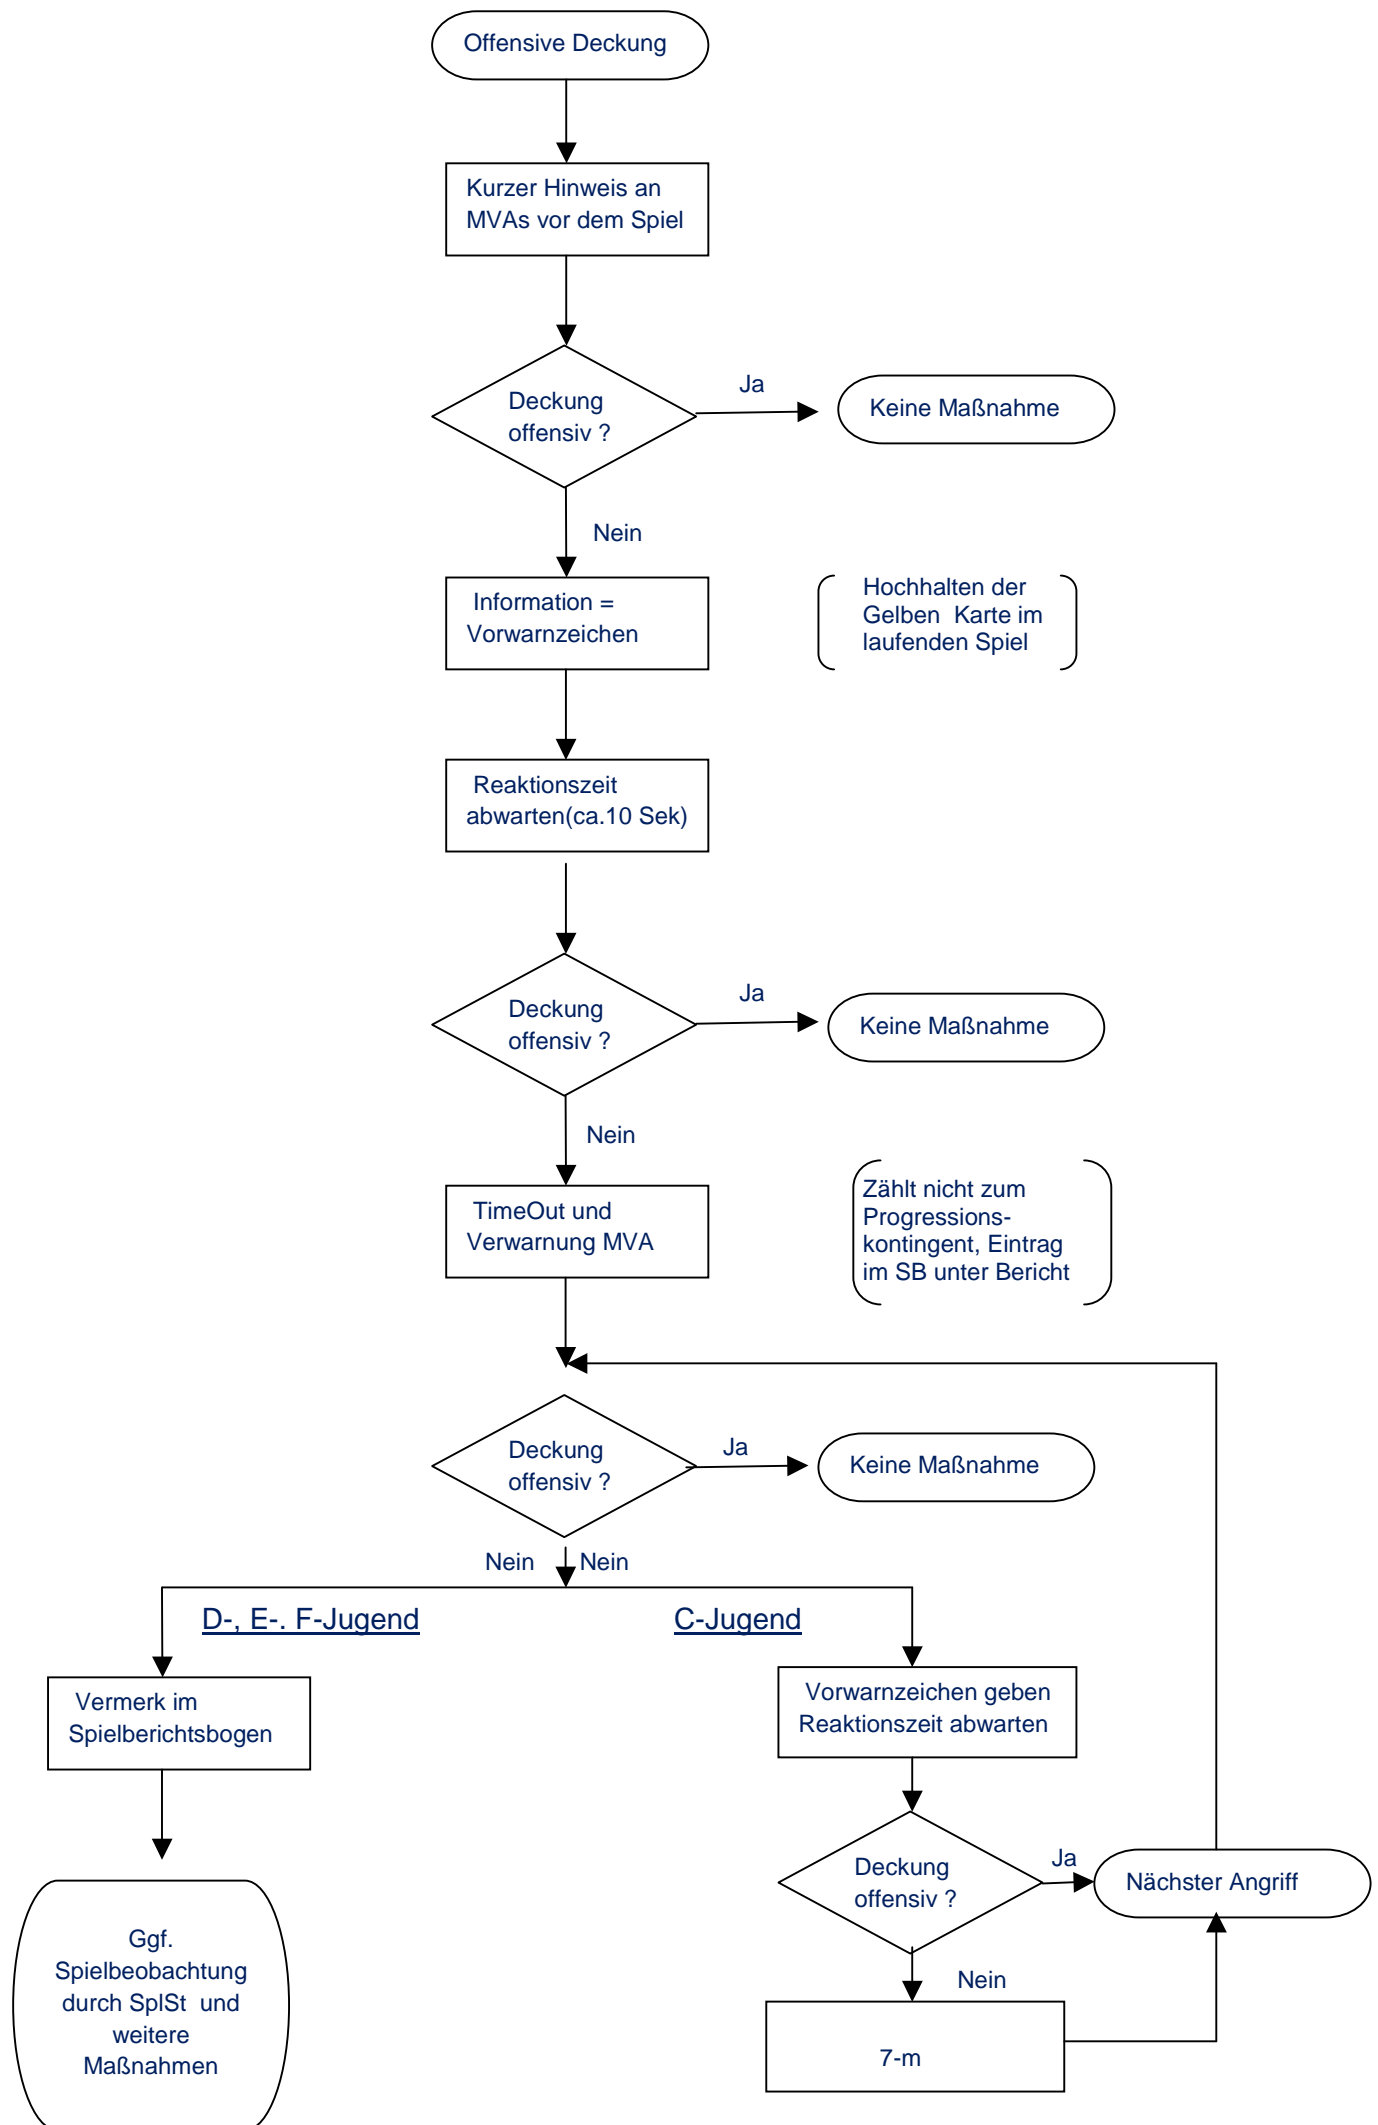 Offensive Deckung
Kurzer Hinweis an
MVAs vor dem Spiel
Deckung
offensiv ?
Ja
Keine Maßnahme
Nein
Information =
Vorwarnzeichen
Hochhalten der
Gelben Karte im
laufenden Spiel
Reaktionszeit
abwarten(ca.10 Sek)
Deckung
offensiv ?
Ja
Keine Maßnahme
Nein
TimeOut und
Verwarnung MVA
Zählt nicht zum
Progressions-
kontingent, Eintrag
im SB unter Bericht
Deckung
offensiv ?
Ja
Keine Maßnahme
Nein
Nein
D-, E-. F-Jugend
C-Jugend
Vermerk im
Spielberichtsbogen
Vorwarnzeichen geben
Reaktionszeit abwarten
Deckung
offensiv ?
Ja
Nächster Angriff
Ggf.
Spielbeobachtung
durch SplSt und
weitere
Maßnahmen
Nein
7-m